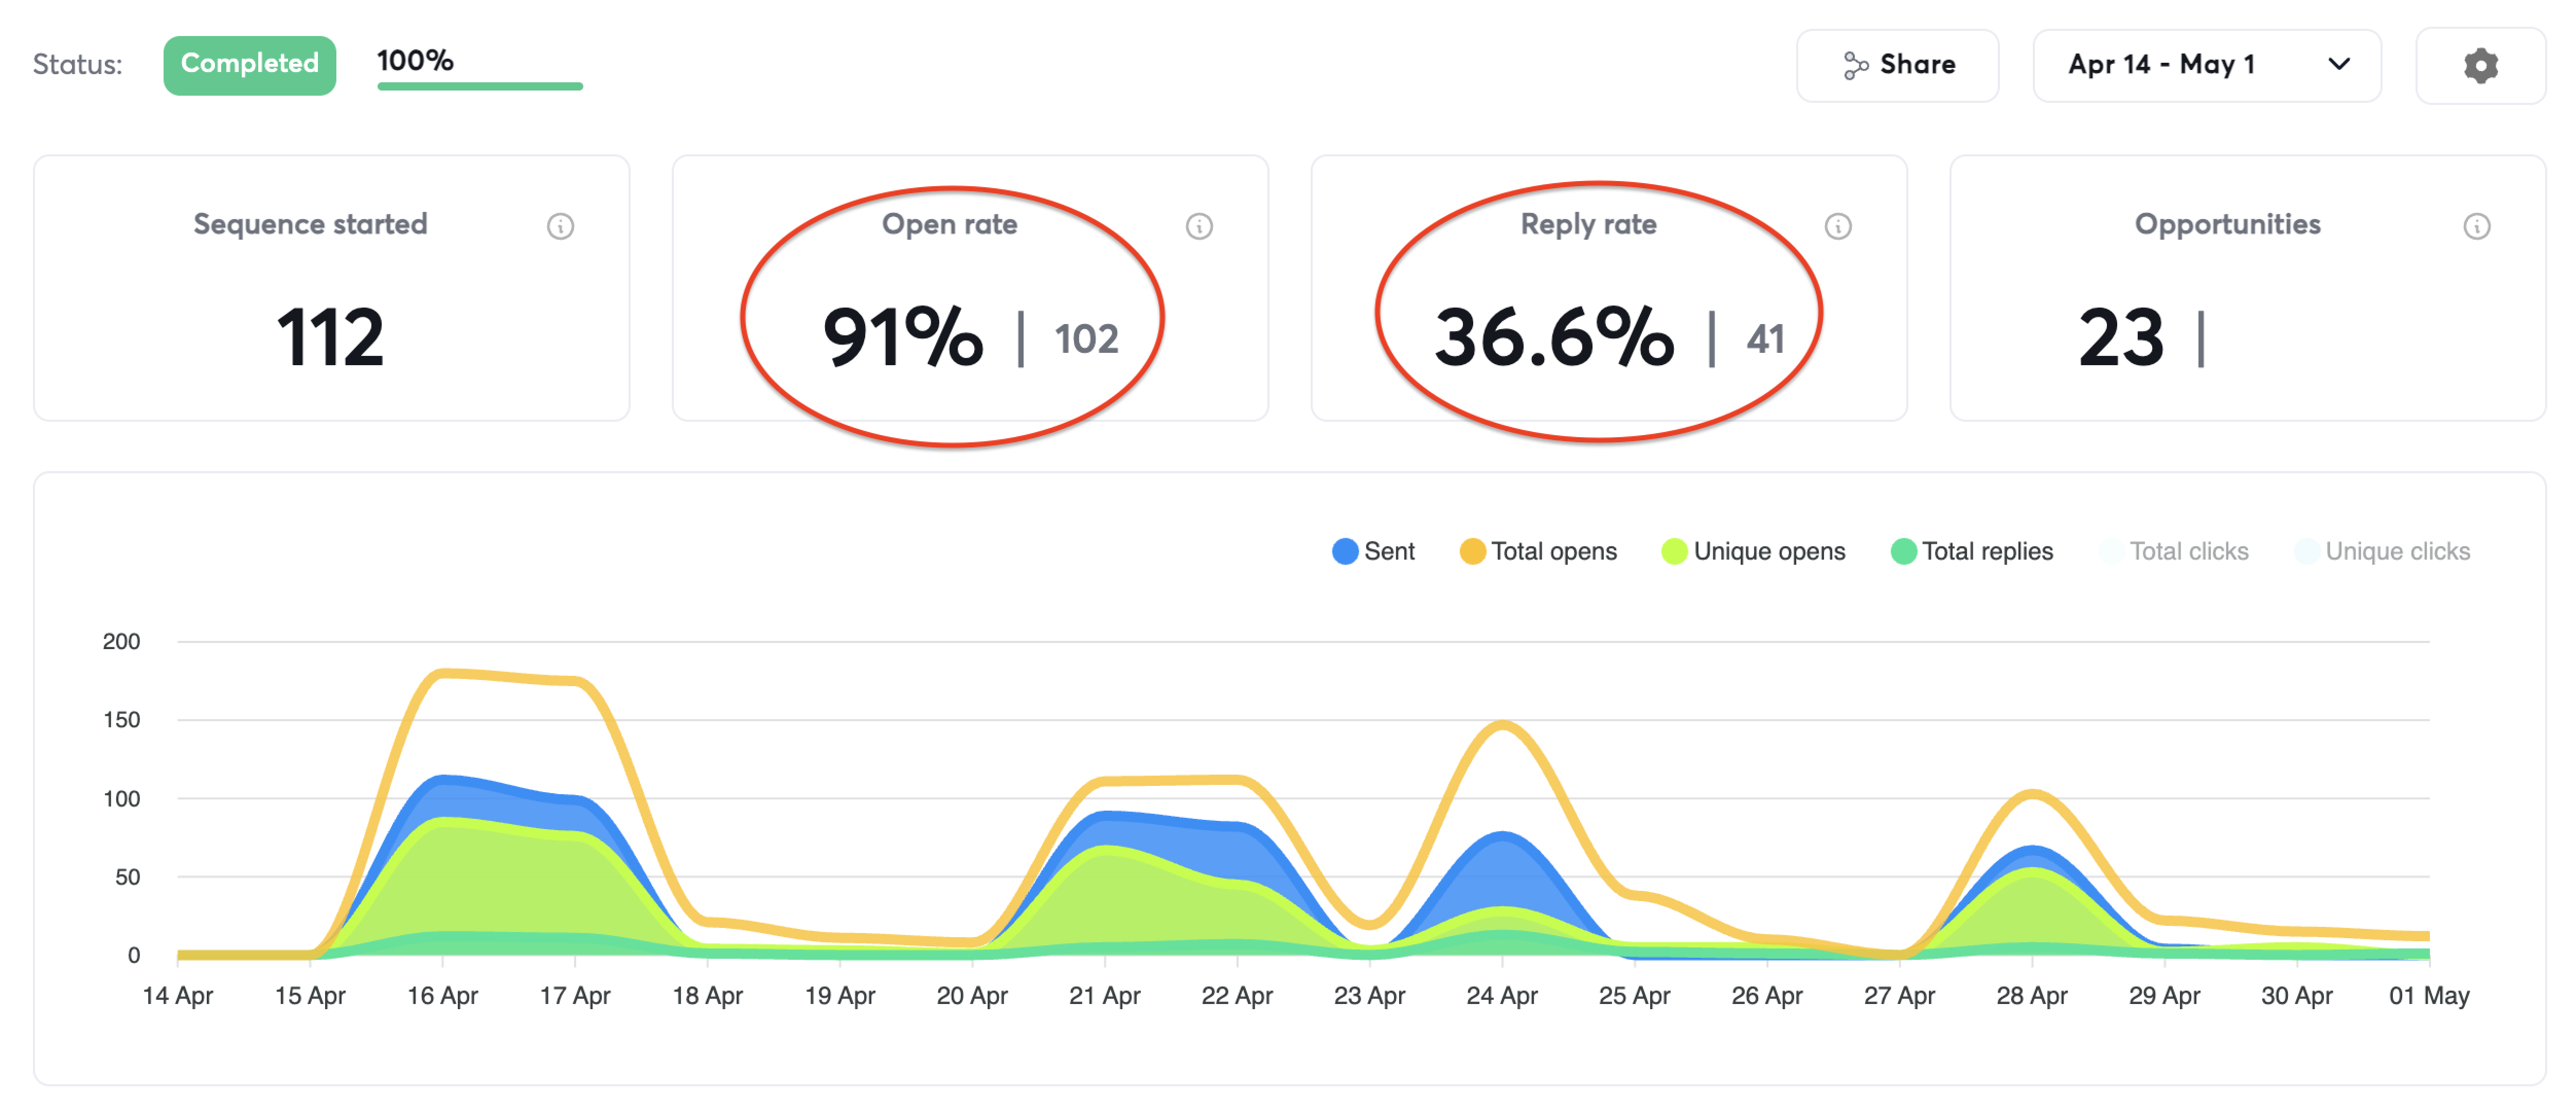 Status: Completed 100% Share Apr 14 - May 1
Sequence started Open rate Reply rate Opportunities
112 91% | 102 36.6% | 41 23 |
Sent Total opens Unique opens Total replies Total clicks Unique clicks
200
150
100
50
0
14 Apr 15 Apr 16 Apr 17 Apr 18 Apr 19 Apr 20 Apr 21 Apr 22 Apr 23 Apr 24 Apr 25 Apr 26 Apr 27 Apr 28 Apr 29 Apr 30 Apr 01 May